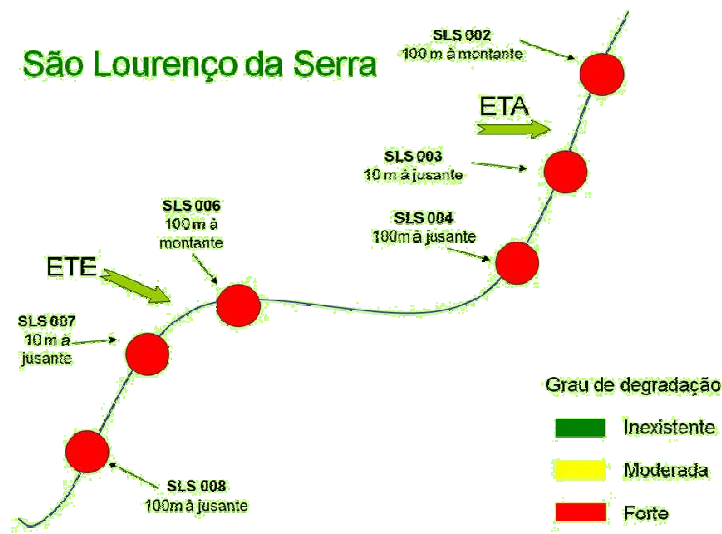 São Lourenço da Serra
SLS 002
100 m à montante
ETA
SLS 003
10 m à jusante
SLS 004
100m à jusante
SLS 006
100 m à
montante
ETE
SLS 007
10 m à
jusante
SLS 008
100m à jusante
Grau de degradação
Inexistente
Moderada
Forte